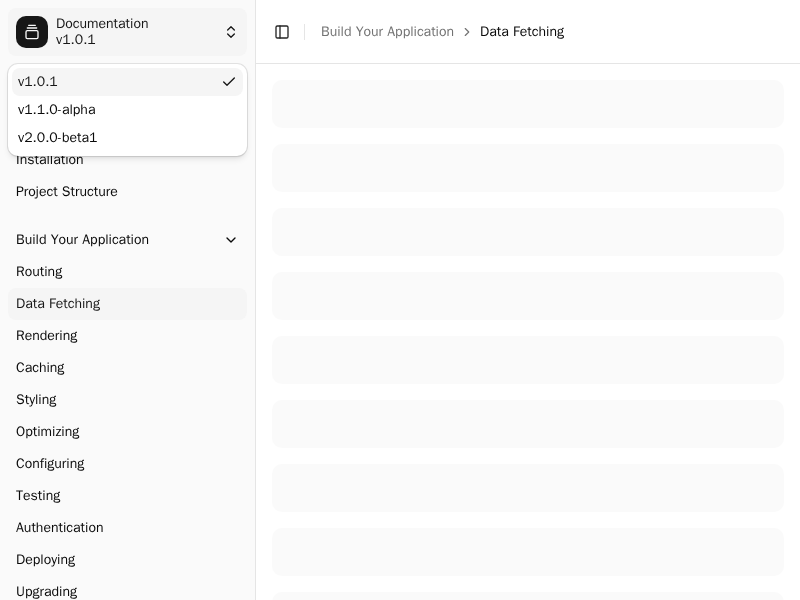 Documentation
v1.0.1
v1.0.1
v1.1.0-alpha
v2.0.0-beta1
Installation
Project Structure
Build Your Application
Routing
Data Fetching
Rendering
Caching
Styling
Optimizing
Configuring
Testing
Authentication
Deploying
Upgrading
Build Your Application
Data Fetching